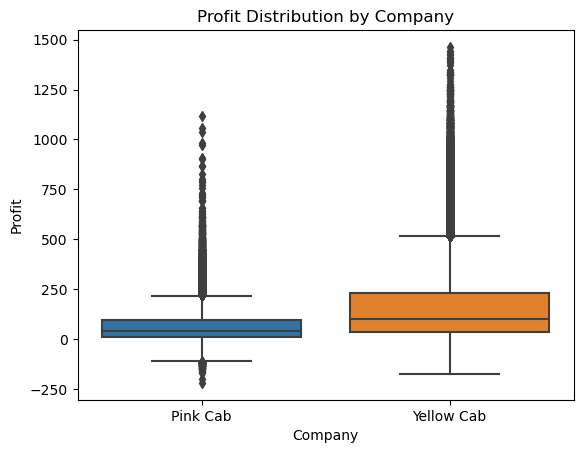 Profit Distribution by Company
1500
1250
1000
750
500
250
0
−250
Profit
Pink Cab
Yellow Cab
Company